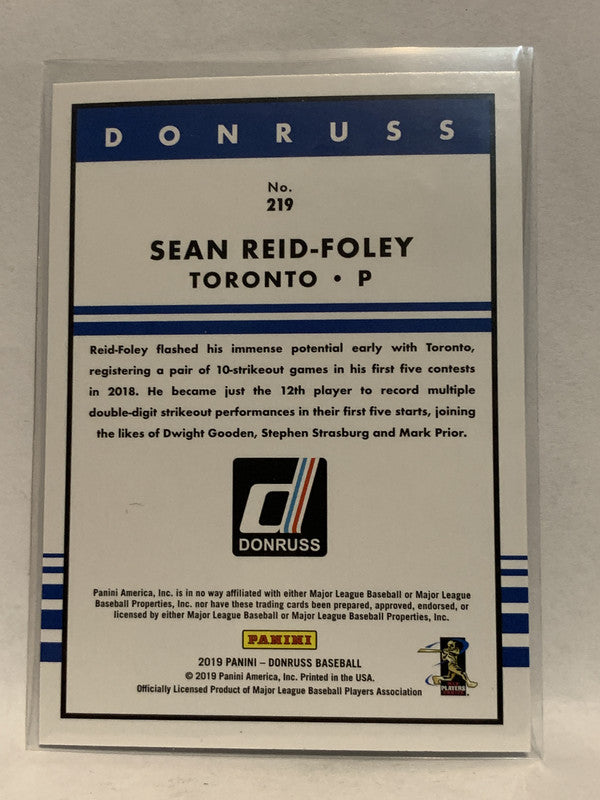 DONRUSS
No.
219
SEAN REID-FOLEY
TORONTO • P
Reid-Foley flashed his immense potential early with Toronto,
registering a pair of 10-strikeout games in his first five contests
in 2018. He became just the 12th player to record multiple
double-digit strikeout performances in their first five starts, joining
the likes of Dwight Gooden, Stephen Strasburg and Mark Prior.
d
DONRUSS
Panini America, Inc. is in no way affiliated with either Major League Baseball or Major League
Baseball Properties, Inc. nor have these trading cards been prepared, approved, endorsed, or
licensed by either Major League Baseball or Major League Baseball Properties, Inc.
PANINI
2019 PANINI – DONRUSS BASEBALL
© 2019 Panini America, Inc. Printed in the USA.
Officially Licensed Product of Major League Baseball Players Association
PLAYERS